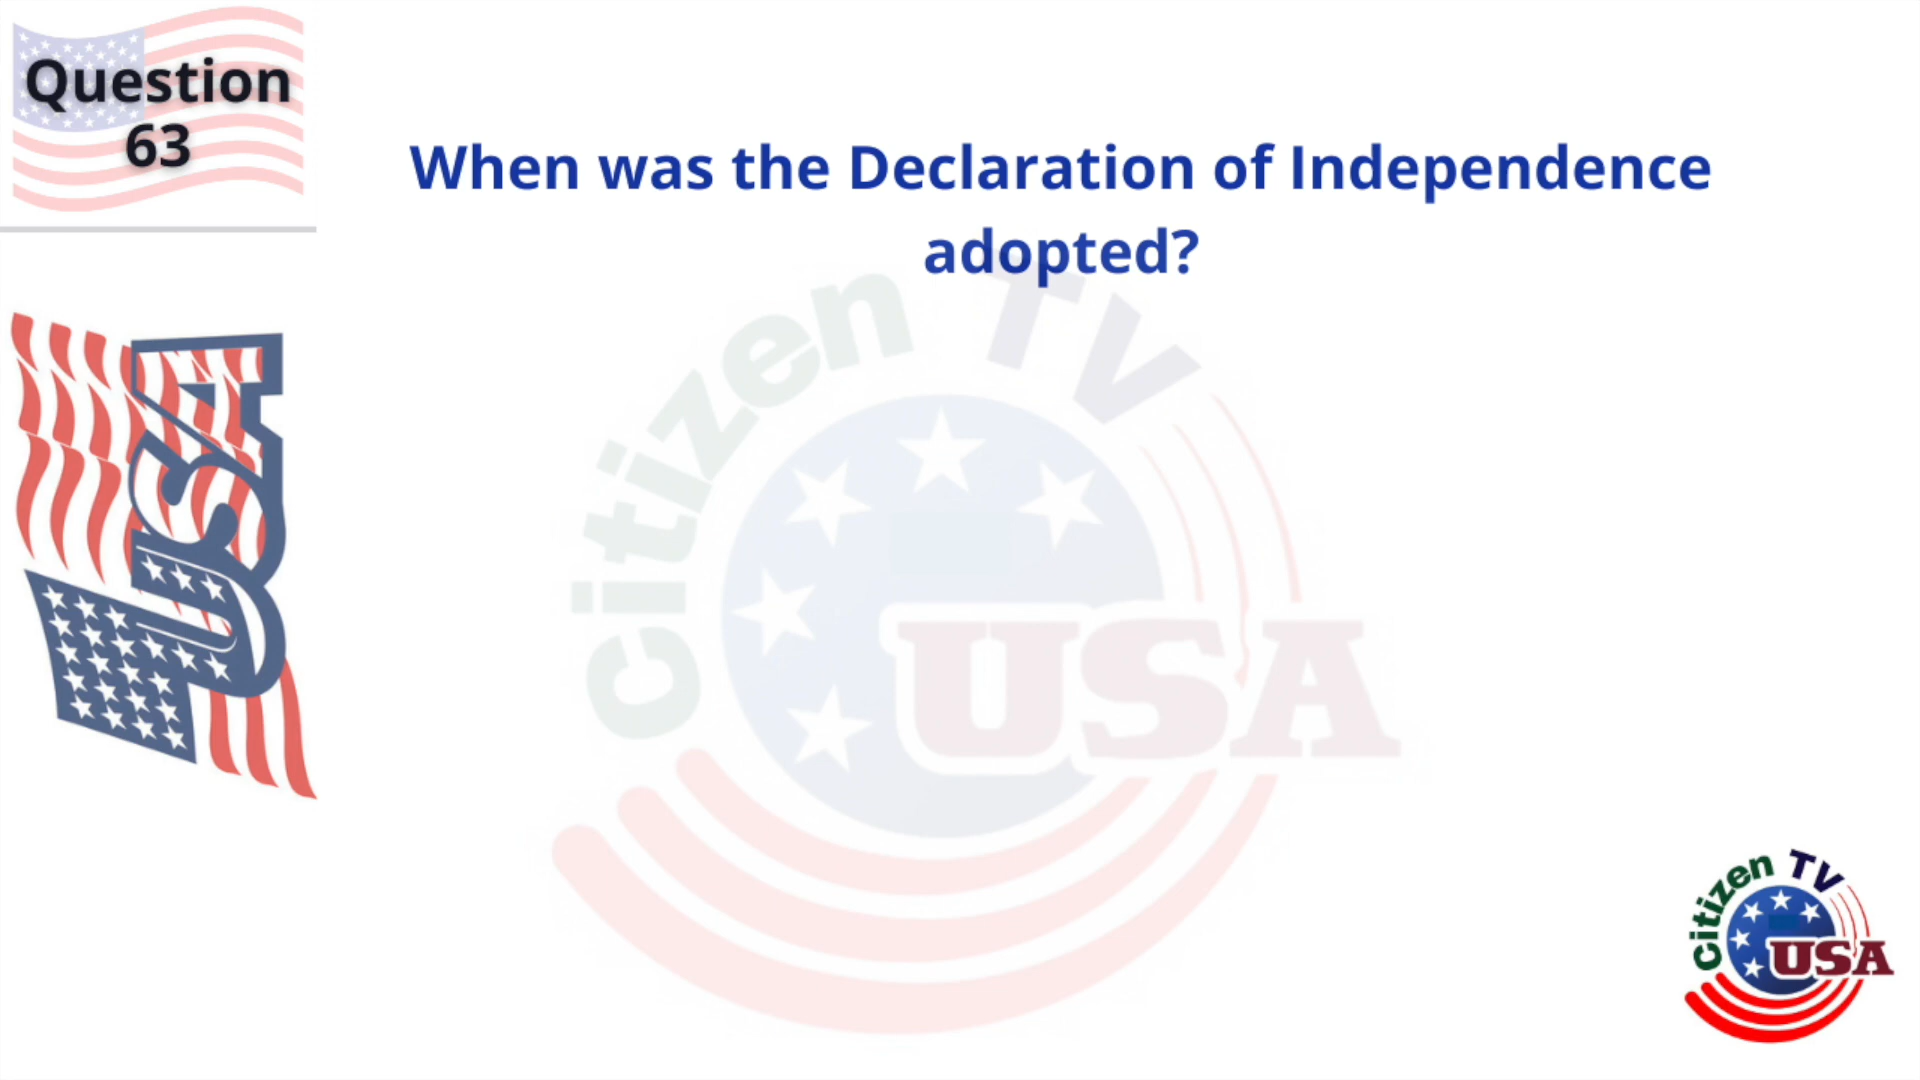 Question
63
When was the Declaration of Independence
adopted?
USA
Citizen TV
USA
Citizen TV
USA